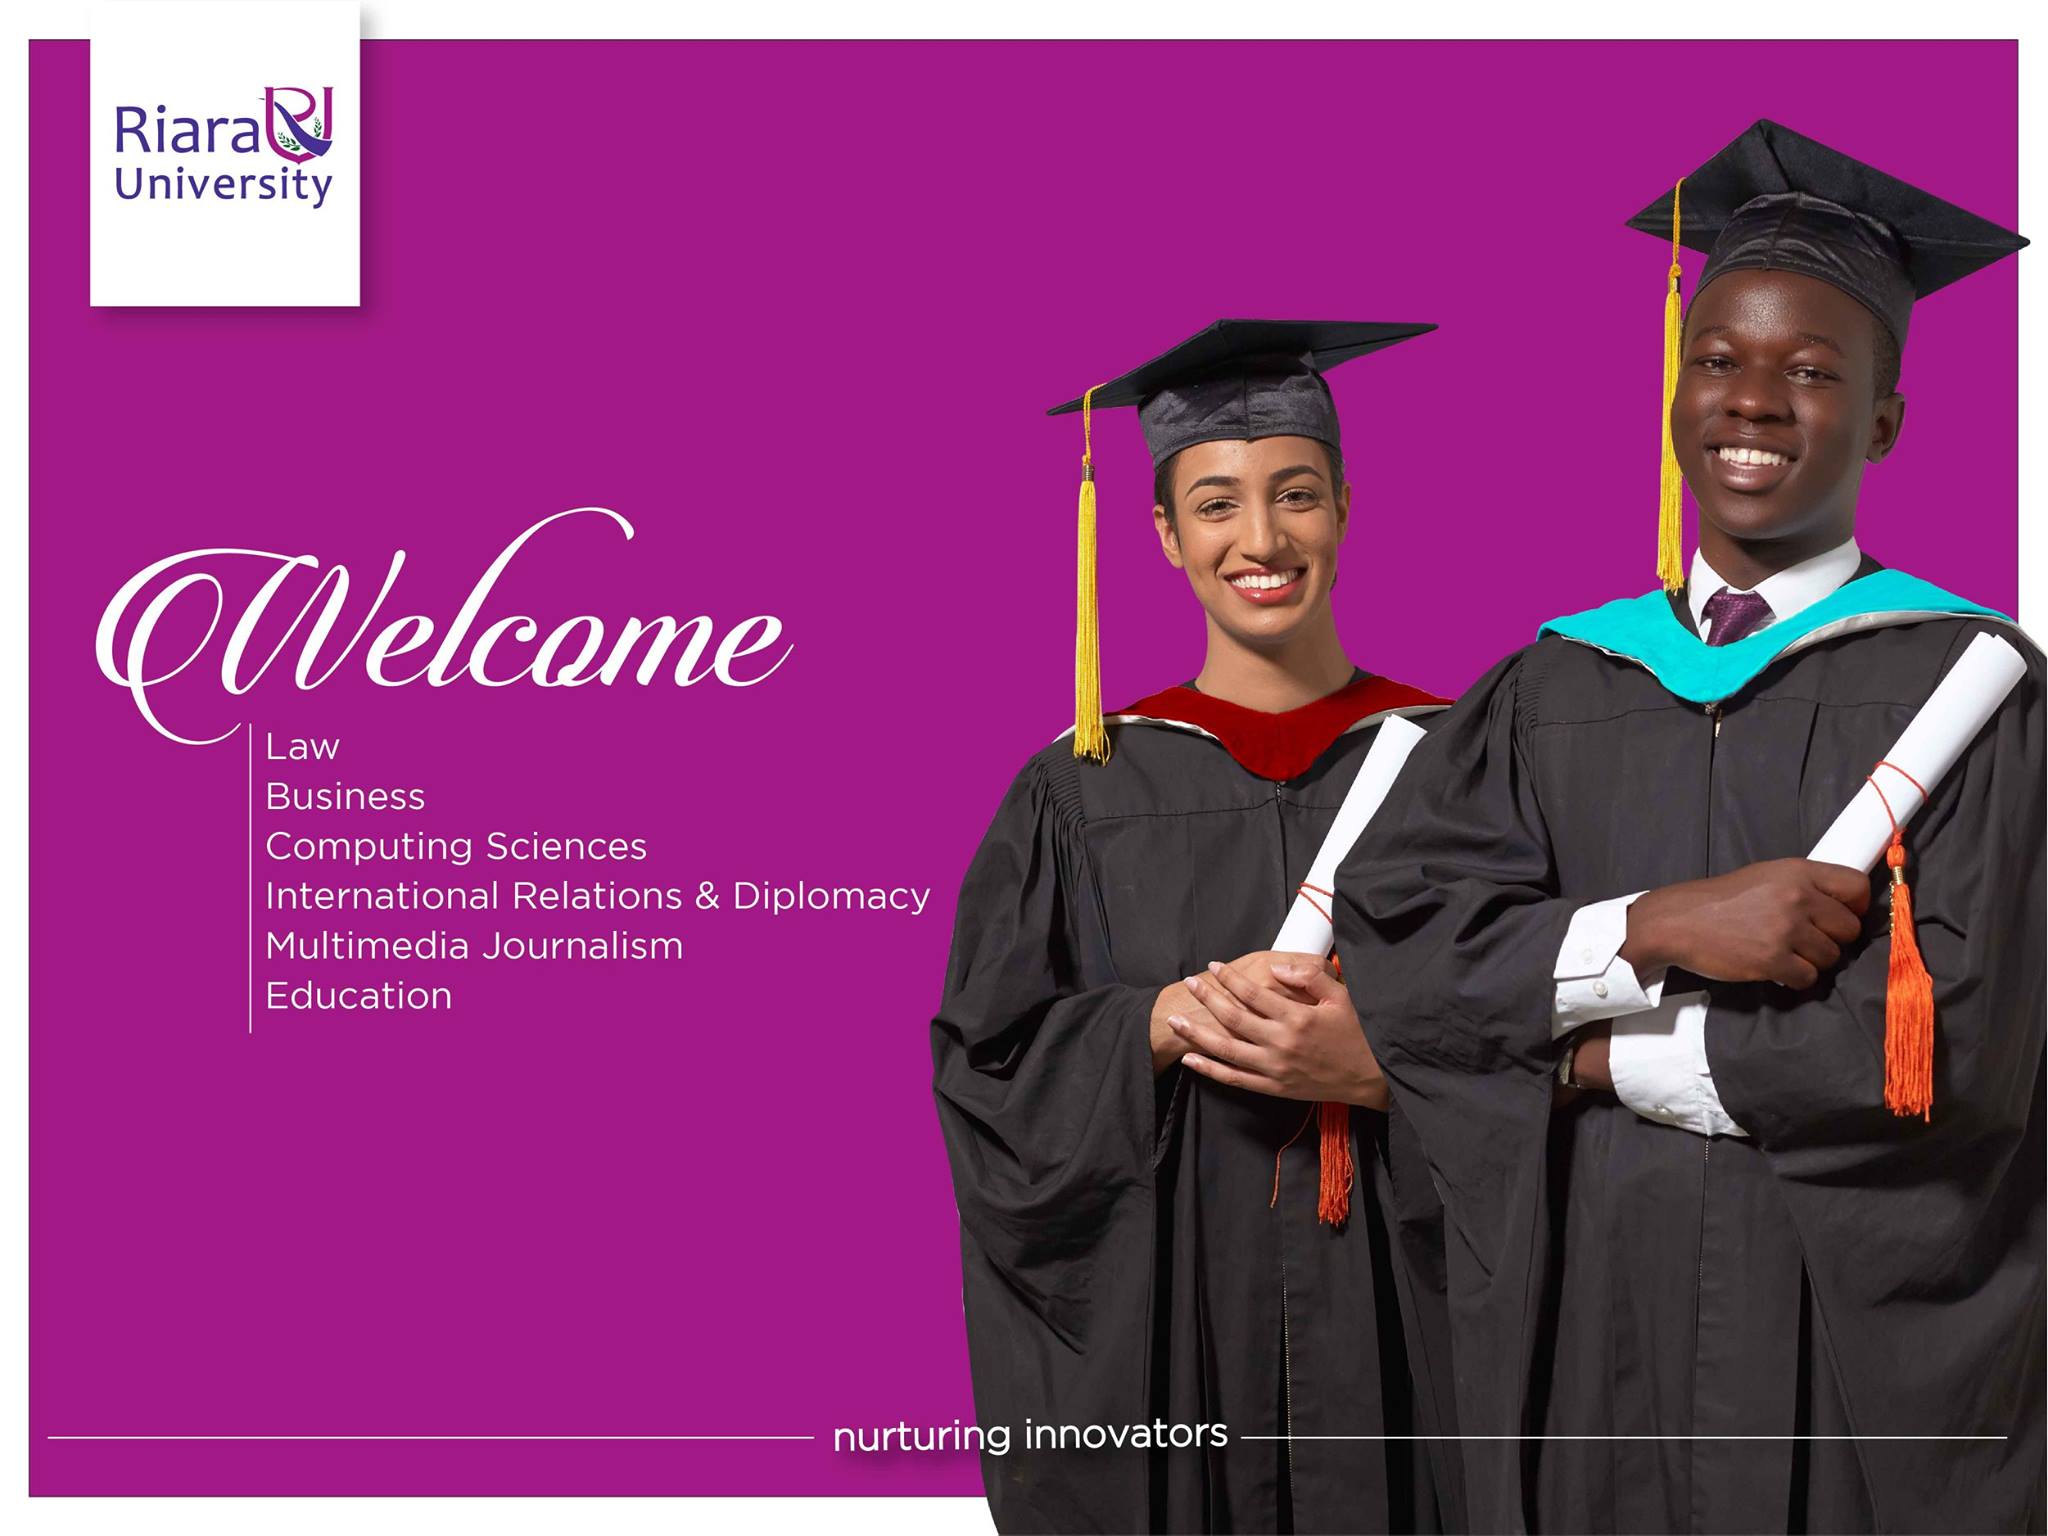 Riara
University
Welcome
Law
Business
Computing Sciences
International Relations & Diplomacy
Multimedia Journalism
Education
nurturing innovators